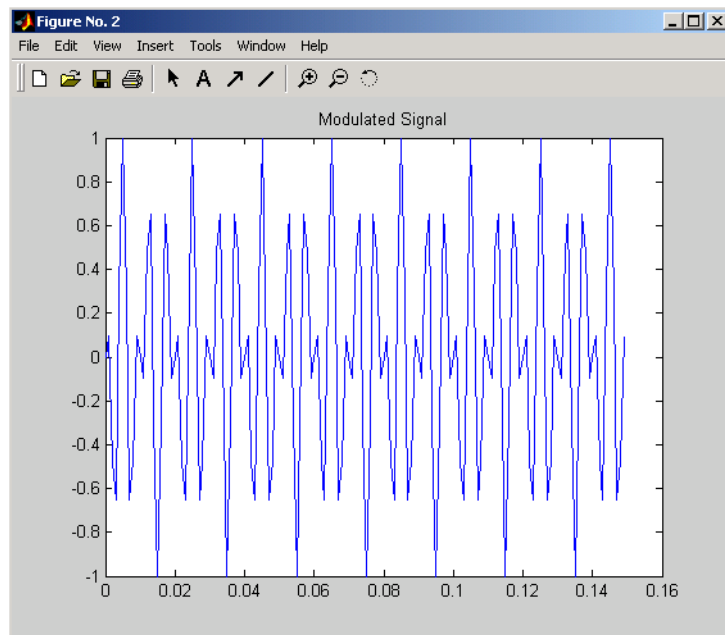 Figure No. 2
File Edit View Insert Tools Window Help
A
Modulated Signal
1
0.8
0.6
0.4
0.2
0
-0.2
-0.4
-0.6
-0.8
-1
0 0.02 0.04 0.06 0.08 0.1 0.12 0.14 0.16